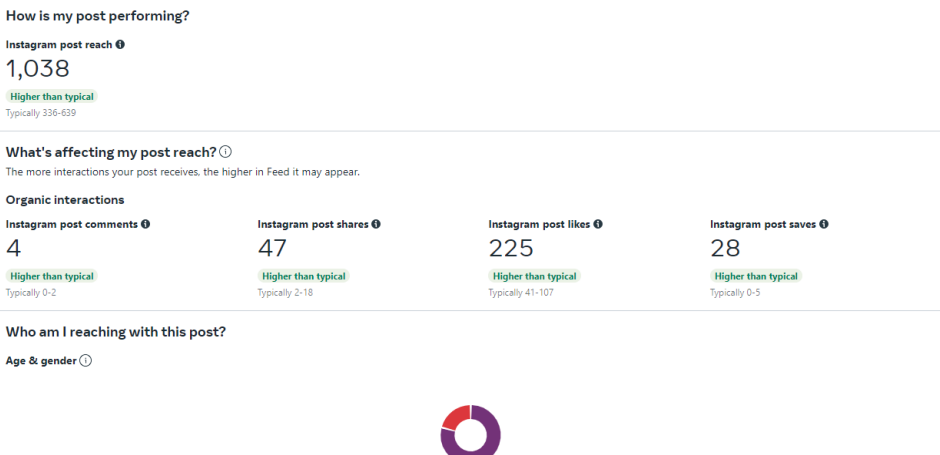 How is my post performing?
Instagram post reach
1,038
Higher than typical
Typically 336-639
What's affecting my post reach?
The more interactions your post receives, the higher in Feed it may appear.
Organic interactions
Instagram post comments
4
Higher than typical
Typically 0-2
Instagram post shares
47
Higher than typical
Typically 2-18
Instagram post likes
225
Higher than typical
Typically 41-107
Instagram post saves
28
Higher than typical
Typically 0-5
Who am I reaching with this post?
Age & gender